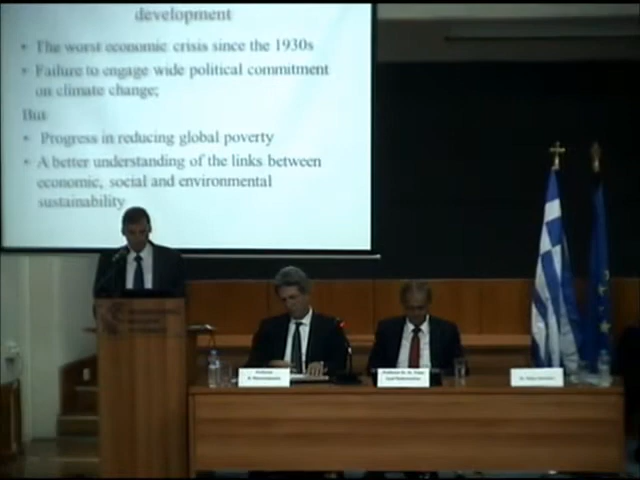 development
• The worst economic crisis since the 1930s
• Failure to engage wide political commitment
on climate change;
But
• Progress in reducing global poverty
• A better understanding of the links between
economic, social and environmental
sustainability
Professor